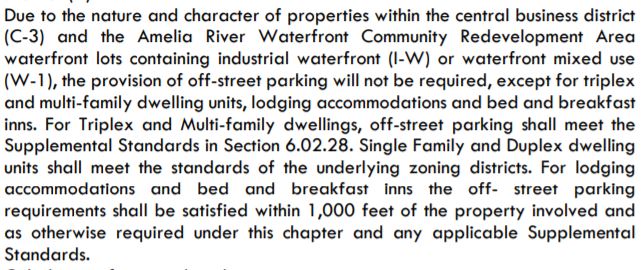 Due to the nature and character of properties within the central business district
(C-3) and the Amelia River Waterfront Community Redevelopment Area
waterfront lots containing industrial waterfront (I-W) or waterfront mixed use
(W-1), the provision of off-street parking will not be required, except for triplex
and multi-family dwelling units, lodging accommodations and bed and breakfast
inns. For Triplex and Multi-family dwellings, off-street parking shall meet the
Supplemental Standards in Section 6.02.28. Single Family and Duplex dwelling
units shall meet the standards of the underlying zoning districts. For lodging
accommodations and bed and breakfast inns the off- street parking
requirements shall be satisfied within 1,000 feet of the property involved and
as otherwise required under this chapter and any applicable Supplemental
Standards.